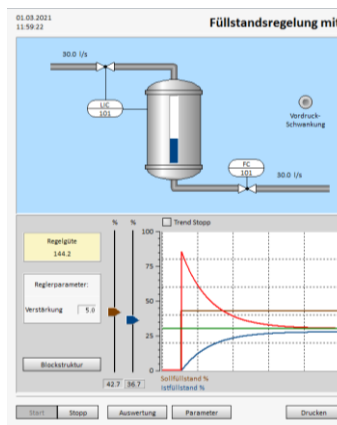 01.03.2021
11:59:22
Füllstandsregelung mit
30.0 l/s
LIC
101
Vordruck-
Schwankung
FC
101
30.0 l/s
% %
Trend Stopp
Regelgüte
144.2
Reglerparameter:
Verstärkung 5.0
Blockstruktur
100
75
50
25
0
42.7 36.7
Sollfüllstand %
Istfüllstand %
Start Stopp Auswertung Parameter Drucken